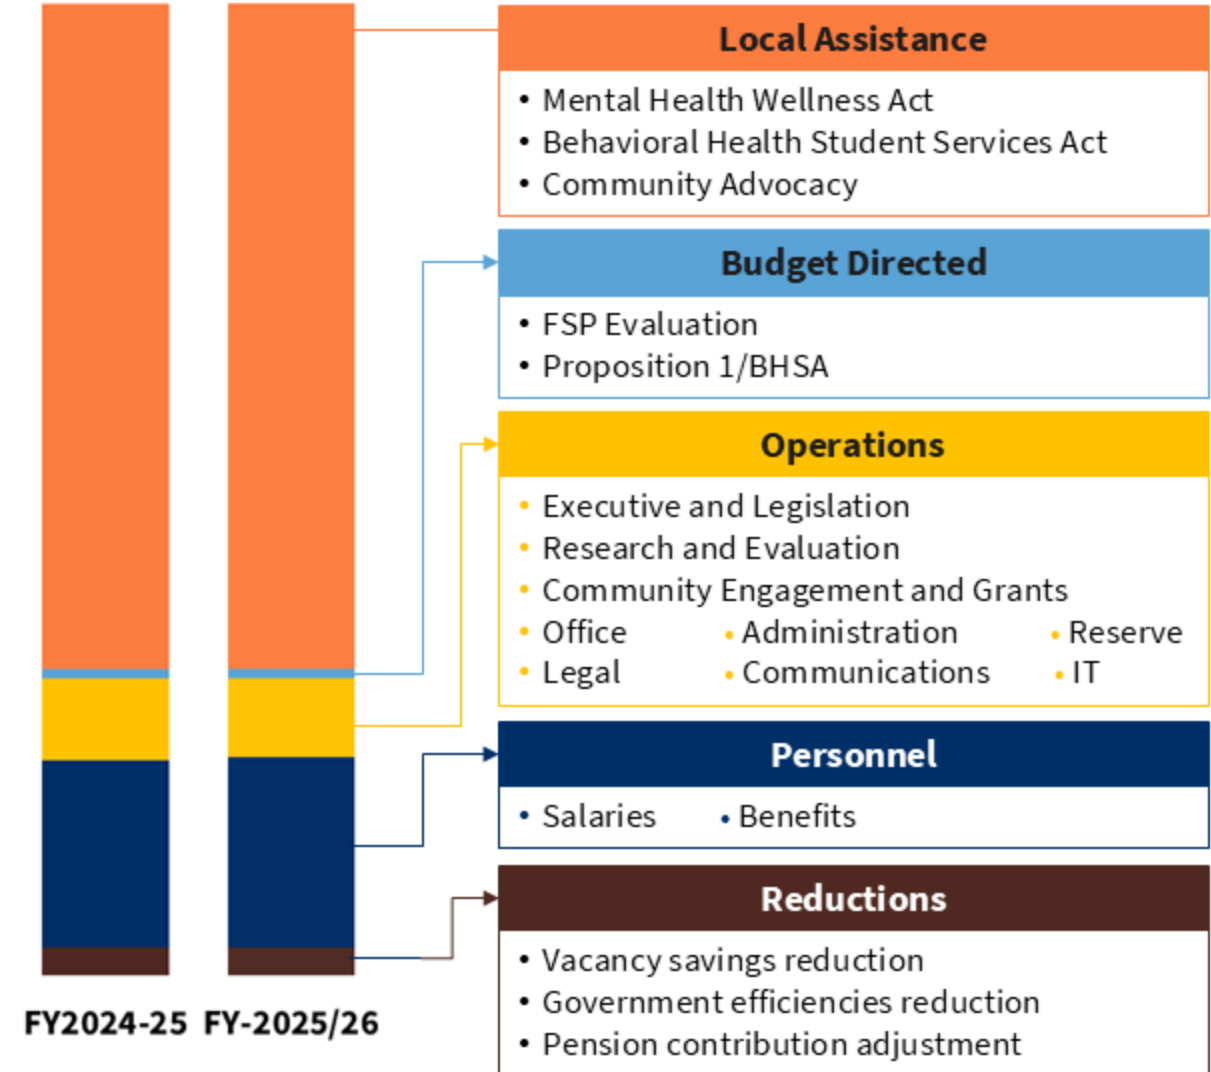 Local Assistance
• Mental Health Wellness Act
• Behavioral Health Student Services Act
• Community Advocacy
Budget Directed
• FSP Evaluation
• Proposition 1/BHSA
Operations
• Executive and Legislation
• Research and Evaluation
• Community Engagement and Grants
• Office • Administration • Reserve
• Legal • Communications • IT
Personnel
• Salaries • Benefits
Reductions
• Vacancy savings reduction
• Government efficiencies reduction
• Pension contribution adjustment
FY2024-25 FY-2025/26